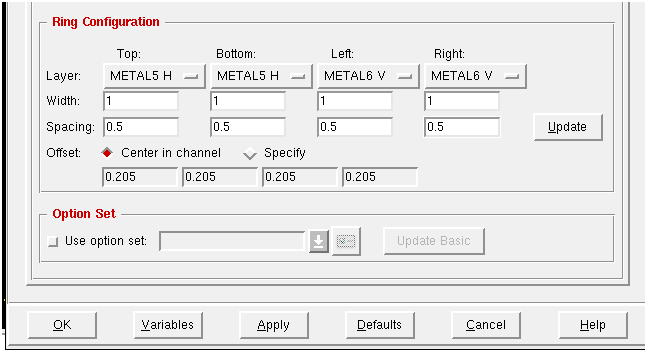 Ring Configuration
Top: Bottom: Left: Right:
Layer: METAL5 H METAL5 H METAL6 V METAL6 V
Width: 1 1 1 1
Spacing: 0.5 0.5 0.5 0.5 Update
Offset: Center in channel Specify
0.205 0.205 0.205 0.205
Option Set
Use option set: Update Basic
OK Variables Apply Defaults Cancel Help